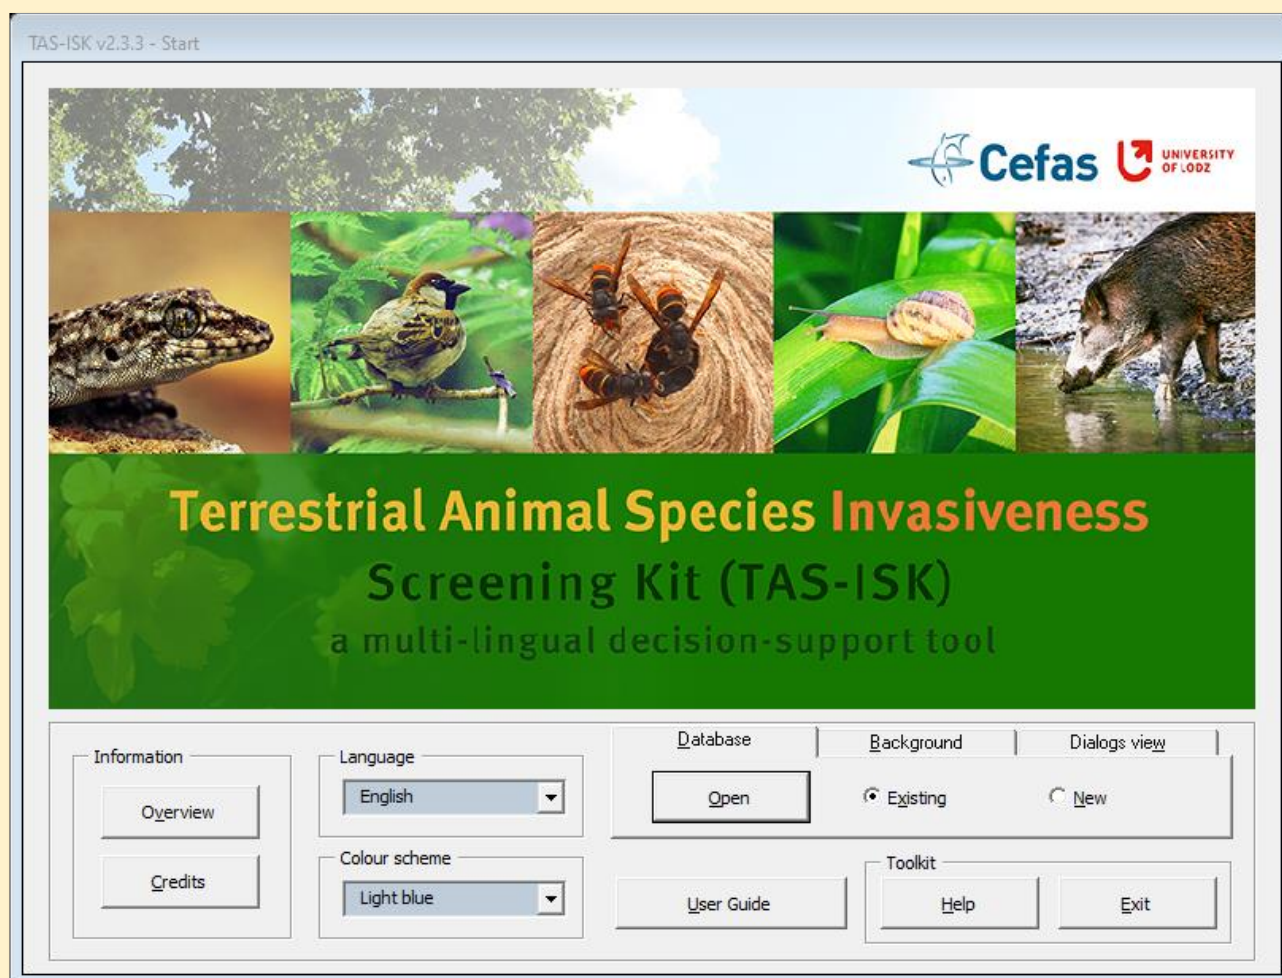 TAS-ISK v2.3.3 - Start
Cefas
UNIVERSITY
OF LODZ
Terrestrial Animal Species Invasiveness
Screening Kit (TAS-ISK)
a multi-lingual decision-support tool
Information
Overview
Credits
Language
English
Colour scheme
Light blue
Database
Background
Dialogs view
Open
Existing
New
User Guide
Toolkit
Help
Exit